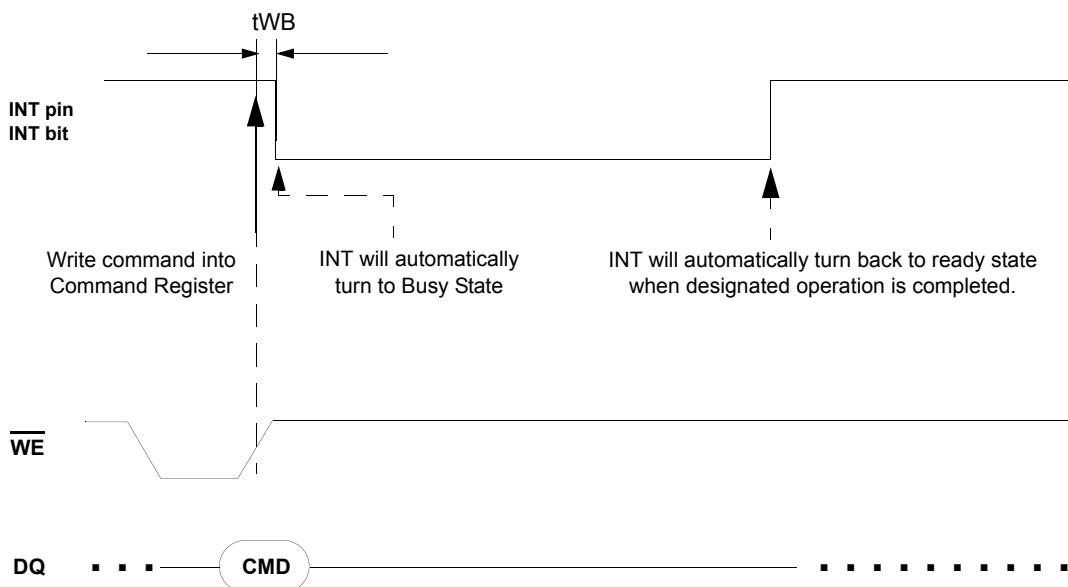 tWB
INT pin
INT bit
Write command into
Command Register
INT will automatically
turn to Busy State
INT will automatically turn back to ready state
when designated operation is completed.
WE
DQ
CMD